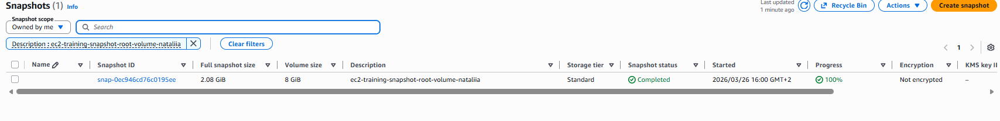 Snapshots (1) Info
Last updated
1 minute ago
Recycle Bin
Actions
Create snapshot
Snapshot scope
Owned by me
Search
Description : ec2-training-snapshot-root-volume-nataliia
Clear filters
1
Name Snapshot ID Full snapshot size Volume size Description Storage tier Snapshot status Started Progress Encryption KMS key ID
snap-0ec946cd76c0195ee 2.08 GiB 8 GiB ec2-training-snapshot-root-volume-nataliia Standard Completed 2026/03/26 16:00 GMT+2 100% Not encrypted –